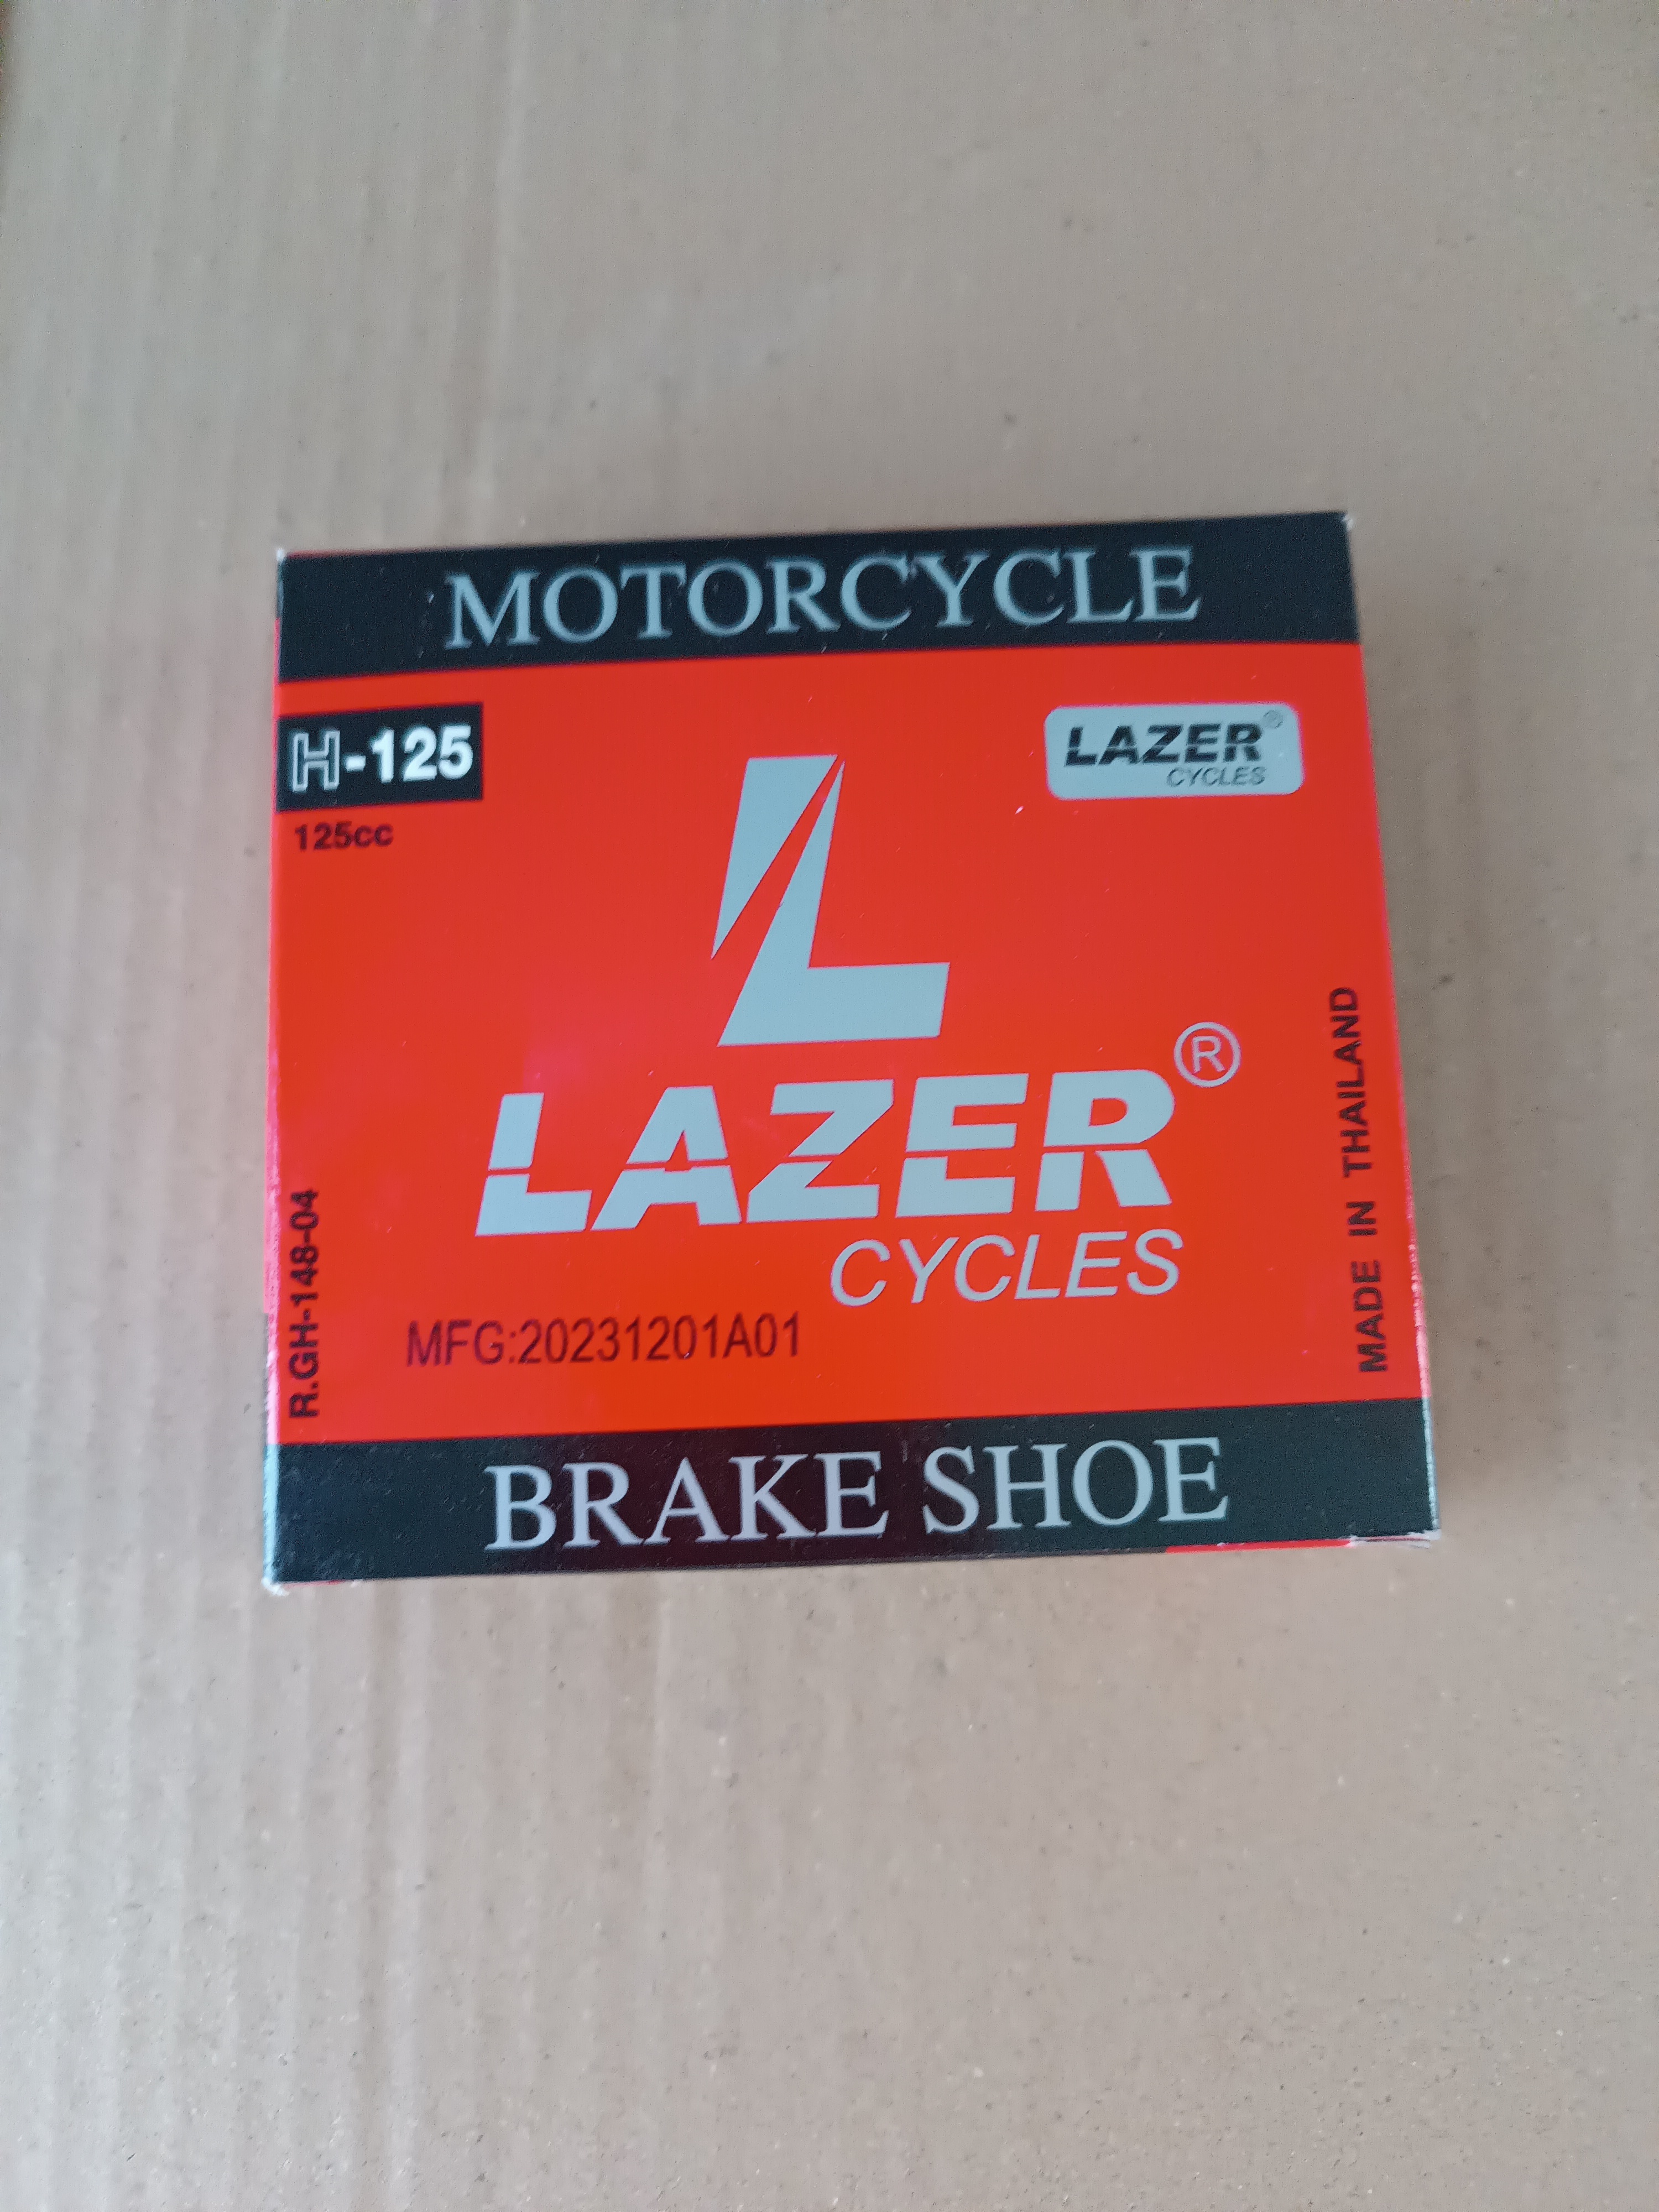 MOTORCYCLE
H-125
125cc
LAZER®
CYCLES
L
LAZER®
CYCLES
R.GH-148-04
MFG:20231201A01
MADE IN THAILAND
BRAKE SHOE